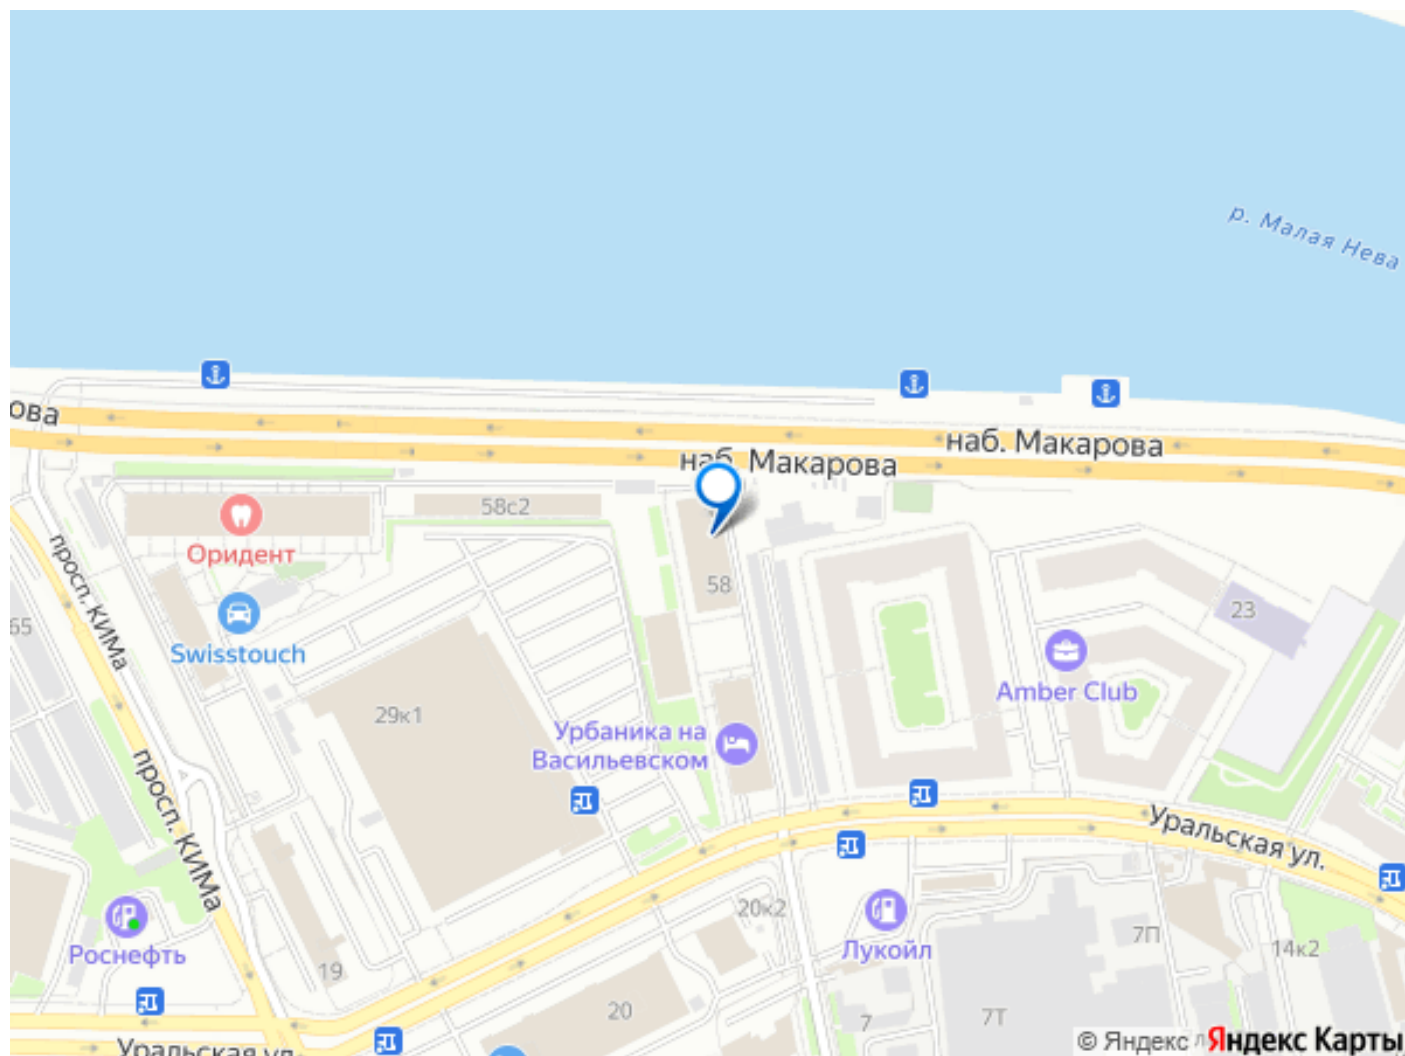 р. Малая Нева
ова
наб. Макарова
наб. Макарова
58с2
Оридент
просп. КИМа
58
65
23
Swisstouch
Amber Club
29к1
Урбаника на
Васильевском
просп. КИМа
Уральская ул.
20к2
Роснефть
Лукойл
7П
14к2
19
20
7
7Т
Уральская ул.
© Яндекс Яндекс Карты